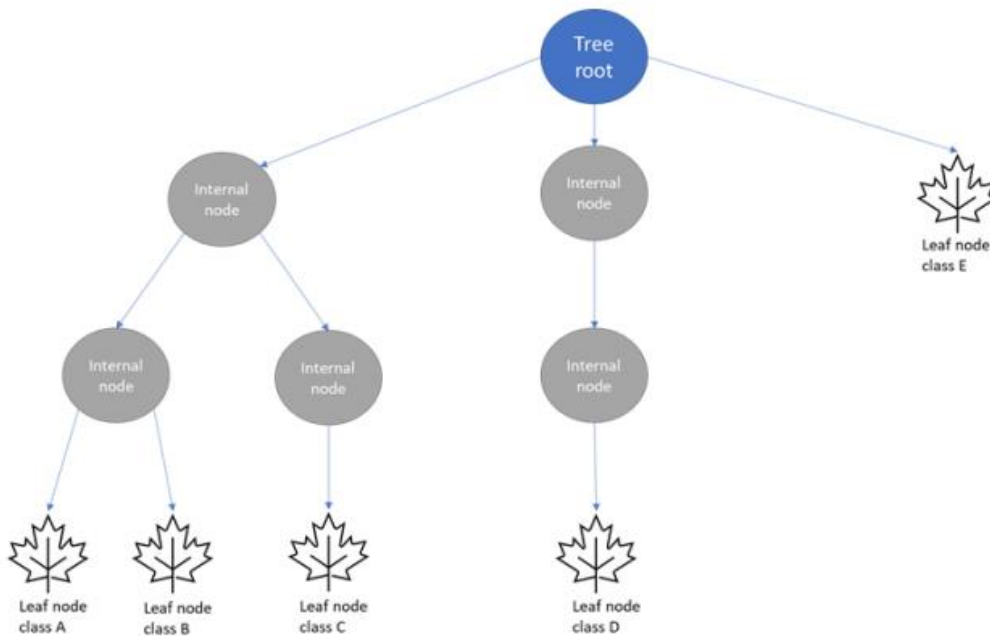 Tree
root
Internal
node
Internal
node
Leaf node
class E
Internal
node
Internal
node
Internal
node
Leaf node
class A
Leaf node
class B
Leaf node
class C
Leaf node
class D